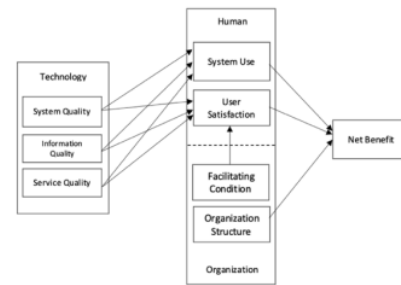 Human
Technology
System Use
System Quality
User
Satisfaction
Information
Quality
Net Benefit
Service Quality
Facilitating
Condition
Organization
Structure
Organization